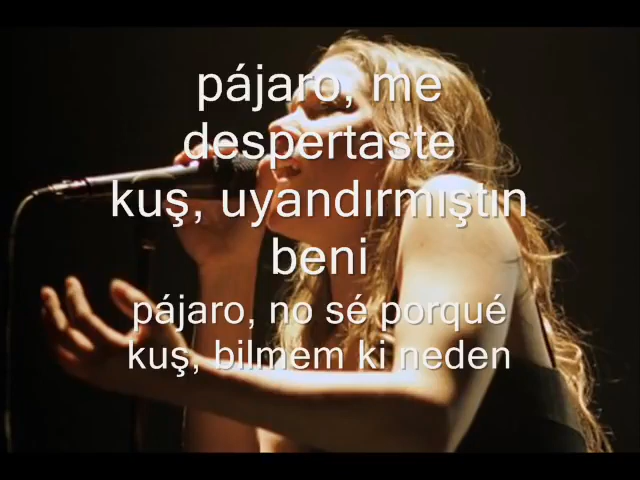 pájaro, me
despertaste
kuş, uyandırmıştın
beni
pájaro, no sé porqué
kuş, bilmem ki neden